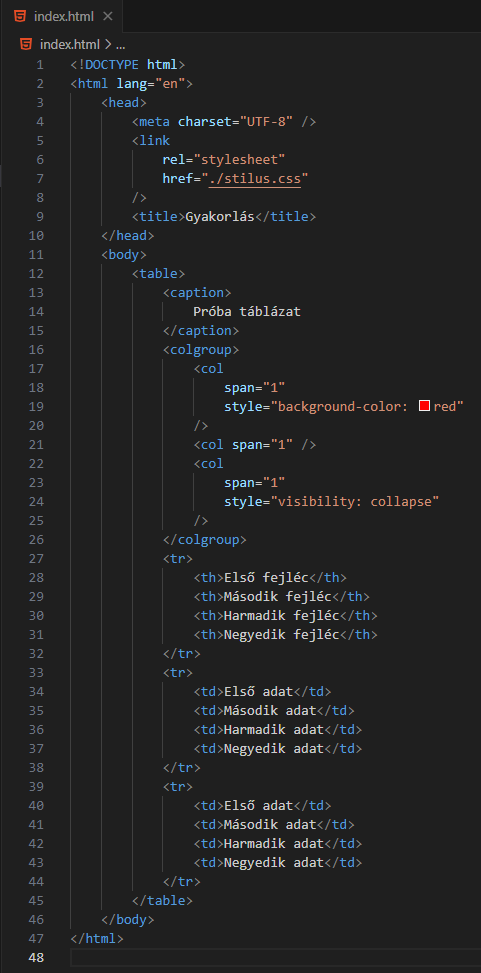 index.html
index.html > ...
1 <!DOCTYPE html>
2 <html lang="en">
3 <head>
4 <meta charset="UTF-8" />
5 <link
6 rel="stylesheet"
7 href="./stilus.css"
8 />
9 <title>Gyakorlás</title>
10 </head>
11 <body>
12 <table>
13 <caption>
14 Próba táblázat
15 </caption>
16 <colgroup>
17 <col
18 span="1"
19 style="background-color: red"
20 />
21 <col span="1" />
22 <col
23 span="1"
24 style="visibility: collapse"
25 />
26 </colgroup>
27 <tr>
28 <th>Első fejléc</th>
29 <th>Második fejléc</th>
30 <th>Harmadik fejléc</th>
31 <th>Negyedik fejléc</th>
32 </tr>
33 <tr>
34 <td>Első adat</td>
35 <td>Második adat</td>
36 <td>Harmadik adat</td>
37 <td>Negyedik adat</td>
38 </tr>
39 <tr>
40 <td>Első adat</td>
41 <td>Második adat</td>
42 <td>Harmadik adat</td>
43 <td>Negyedik adat</td>
44 </tr>
45 </table>
46 </body>
47 </html>
48